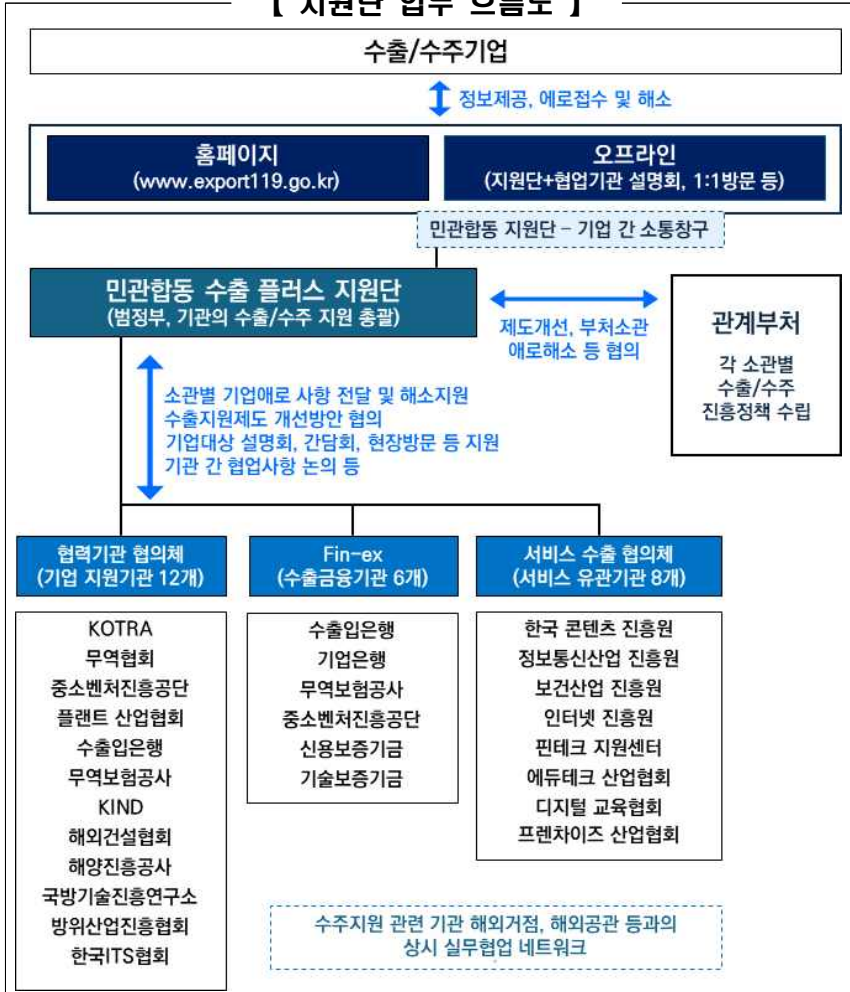 【 지원단 업무 흐름도 】
수출/수주기업
정보제공, 애로접수 및 해소
홈페이지
(www.export119.go.kr)
오프라인
(지원단+협업기관 설명회, 1:1방문 등)
민관합동 지원단 – 기업 간 소통창구
민관합동 수출 플러스 지원단
(범정부, 기관의 수출/수주 지원 총괄)
제도개선, 부처소관
애로해소 등 협의
관계부처
각 소관별
수출/수주
진흥정책 수립
소관별 기업애로 사항 전달 및 해소지원
수출지원제도 개선방안 협의
기업대상 설명회, 간담회, 현장방문 등 지원
기관 간 협업사항 논의 등
협력기관 협의체
(기업 지원기관 12개)
KOTRA
무역협회
중소벤처진흥공단
플랜트 산업협회
수출입은행
무역보험공사
KIND
해외건설협회
해양진흥공사
국방기술진흥연구소
방위산업진흥협회
한국ITS협회
Fin-ex
(수출금융기관 6개)
수출입은행
기업은행
무역보험공사
중소벤처진흥공단
신용보증기금
기술보증기금
서비스 수출 협의체
(서비스 유관기관 8개)
한국 콘텐츠 진흥원
정보통신산업 진흥원
보건산업 진흥원
인터넷 진흥원
핀테크 지원센터
에듀테크 산업협회
디지털 교육협회
프렌차이즈 산업협회
수주지원 관련 기관 해외거점, 해외공관 등과의
상시 실무협업 네트워크